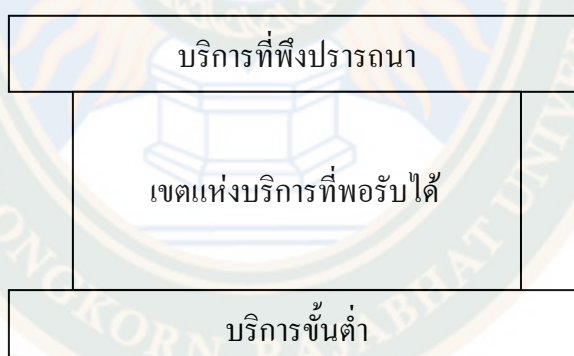 บริการที่พึงปรารถนา
เขตแห่งบริการที่พอรับได้
บริการขั้นต่ำ